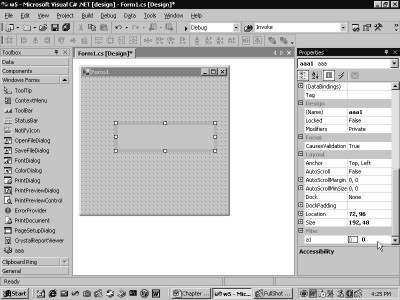 w5 - Microsoft Visual C# .NET [design] - Form1.cs [Design]*
File Edit View Project Build Debug Data Tools Window Help
Debug
Invoke
Toolbox
Data
Components
Windows Forms
ToolTip
ContextMenu
ToolBar
StatusBar
NotifyIcon
OpenFileDialog
SaveFileDialog
FontDialog
ColorDialog
PrintDialog
PrintPreviewDialog
PrintPreviewControl
ErrorProvider
PrintDocument
PageSetupDialog
CrystalReportViewer
aaa
Clipboard Ring
General
Form1.cs [Design]*
Form1
Properties
aaa1 aaa
(DataBindings)
Tag
Design
(Name) aaa1
Locked False
Modifiers Private
Focus
CausesValidation True
Layout
Anchor Top, Left
AutoScroll False
AutoScrollMargin 0, 0
AutoScrollMinSize 0, 0
Dock None
DockPadding
Location 72, 96
Size 192, 48
Misc
a1 0
Accessibility
Start
Chapter
w5 - Micr...
FullShot
4:25 PM